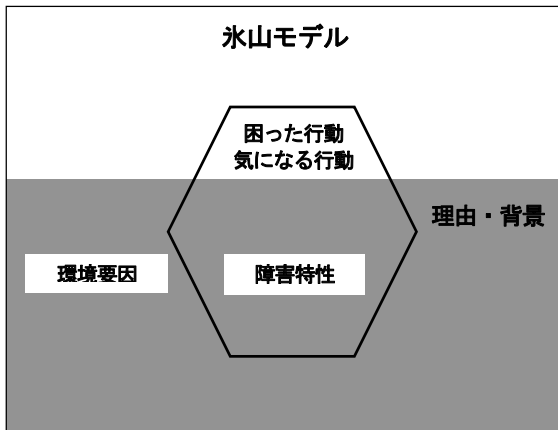 氷山モデル
困った行動
気になる行動
理由・背景
環境要因
障害特性